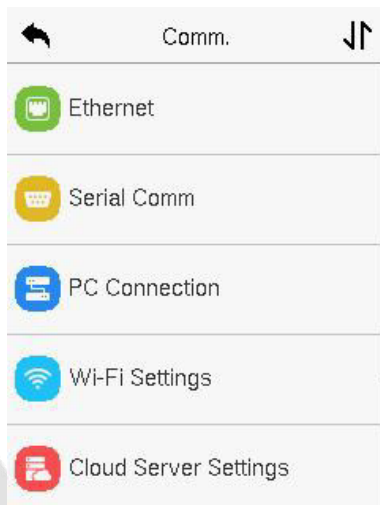 Comm.
Ethernet
Serial Comm
PC Connection
Wi-Fi Settings
Cloud Server Settings